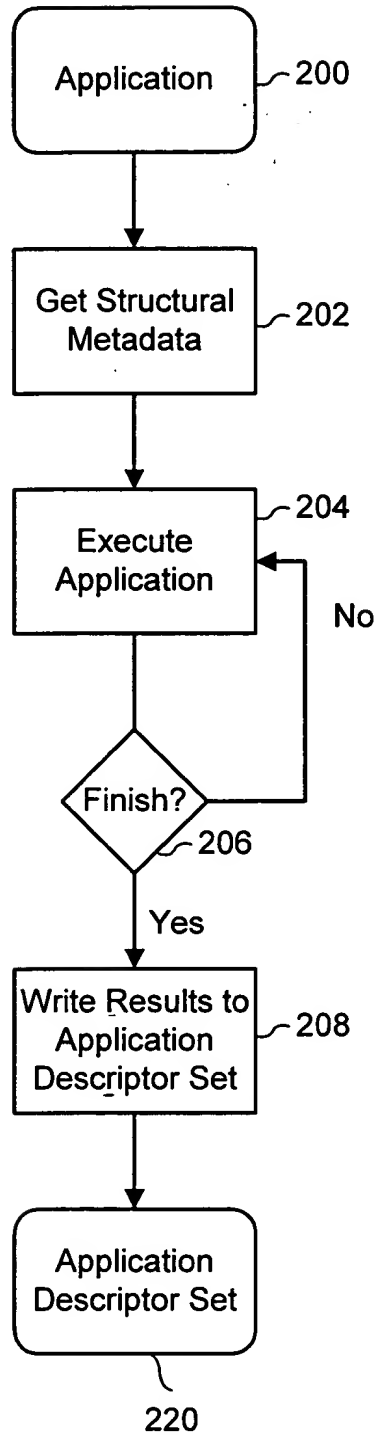 Application
200
Get Structural
Metadata
202
204
Execute
Application
No
Finish?
206
Yes
Write Results to
Application
Descriptor Set
208
Application
Descriptor Set
220